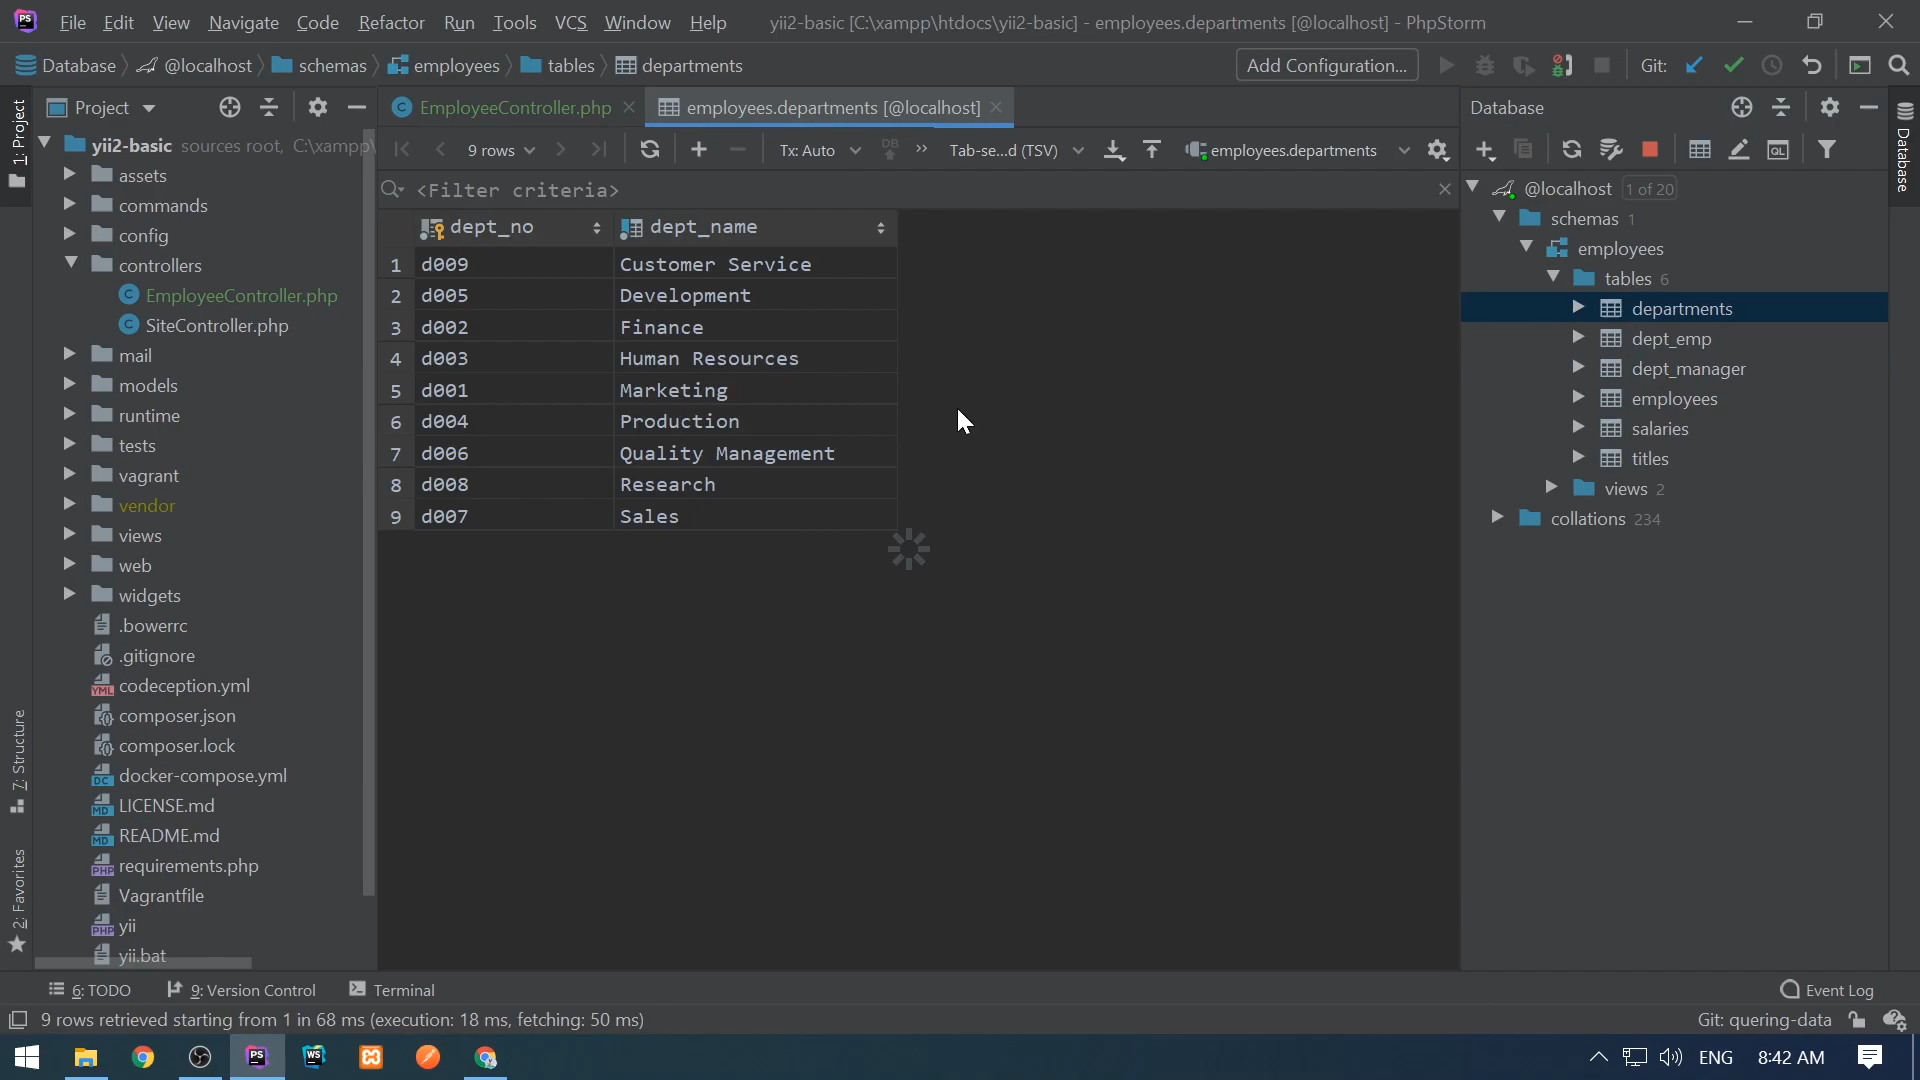 File Edit View Navigate Code Refactor Run Tools VCS Window Help yii2-basic [C:\xampp\htdocs\yii2-basic] - employees.departments [@localhost] - PhpStorm
Database @localhost schemas employees tables departments Add Configuration... Git:
1: Project
7: Structure
2: Favorites
Project
yii2-basic sources root, C:\xampp\
assets
commands
config
controllers
EmployeeController.php
SiteController.php
mail
models
runtime
tests
vagrant
vendor
views
web
widgets
.bowerrc
.gitignore
codeception.yml
composer.json
composer.lock
docker-compose.yml
LICENSE.md
README.md
requirements.php
Vagrantfile
yii
yii.bat
EmployeeController.php employees.departments [@localhost]
9 rows Tx: Auto DB Tab-se...d (TSV) employees.departments
<Filter criteria>
dept_no dept_name
1 d009 Customer Service
2 d005 Development
3 d002 Finance
4 d003 Human Resources
5 d001 Marketing
6 d004 Production
7 d006 Quality Management
8 d008 Research
9 d007 Sales
Database
QL
@localhost 1 of 20
schemas 1
employees
tables 6
departments
dept_emp
dept_manager
employees
salaries
titles
views 2
collations 234
Database
6: TODO 9: Version Control Terminal Event Log
9 rows retrieved starting from 1 in 68 ms (execution: 18 ms, fetching: 50 ms) Git: quering-data
PS WS ENG 8:42 AM